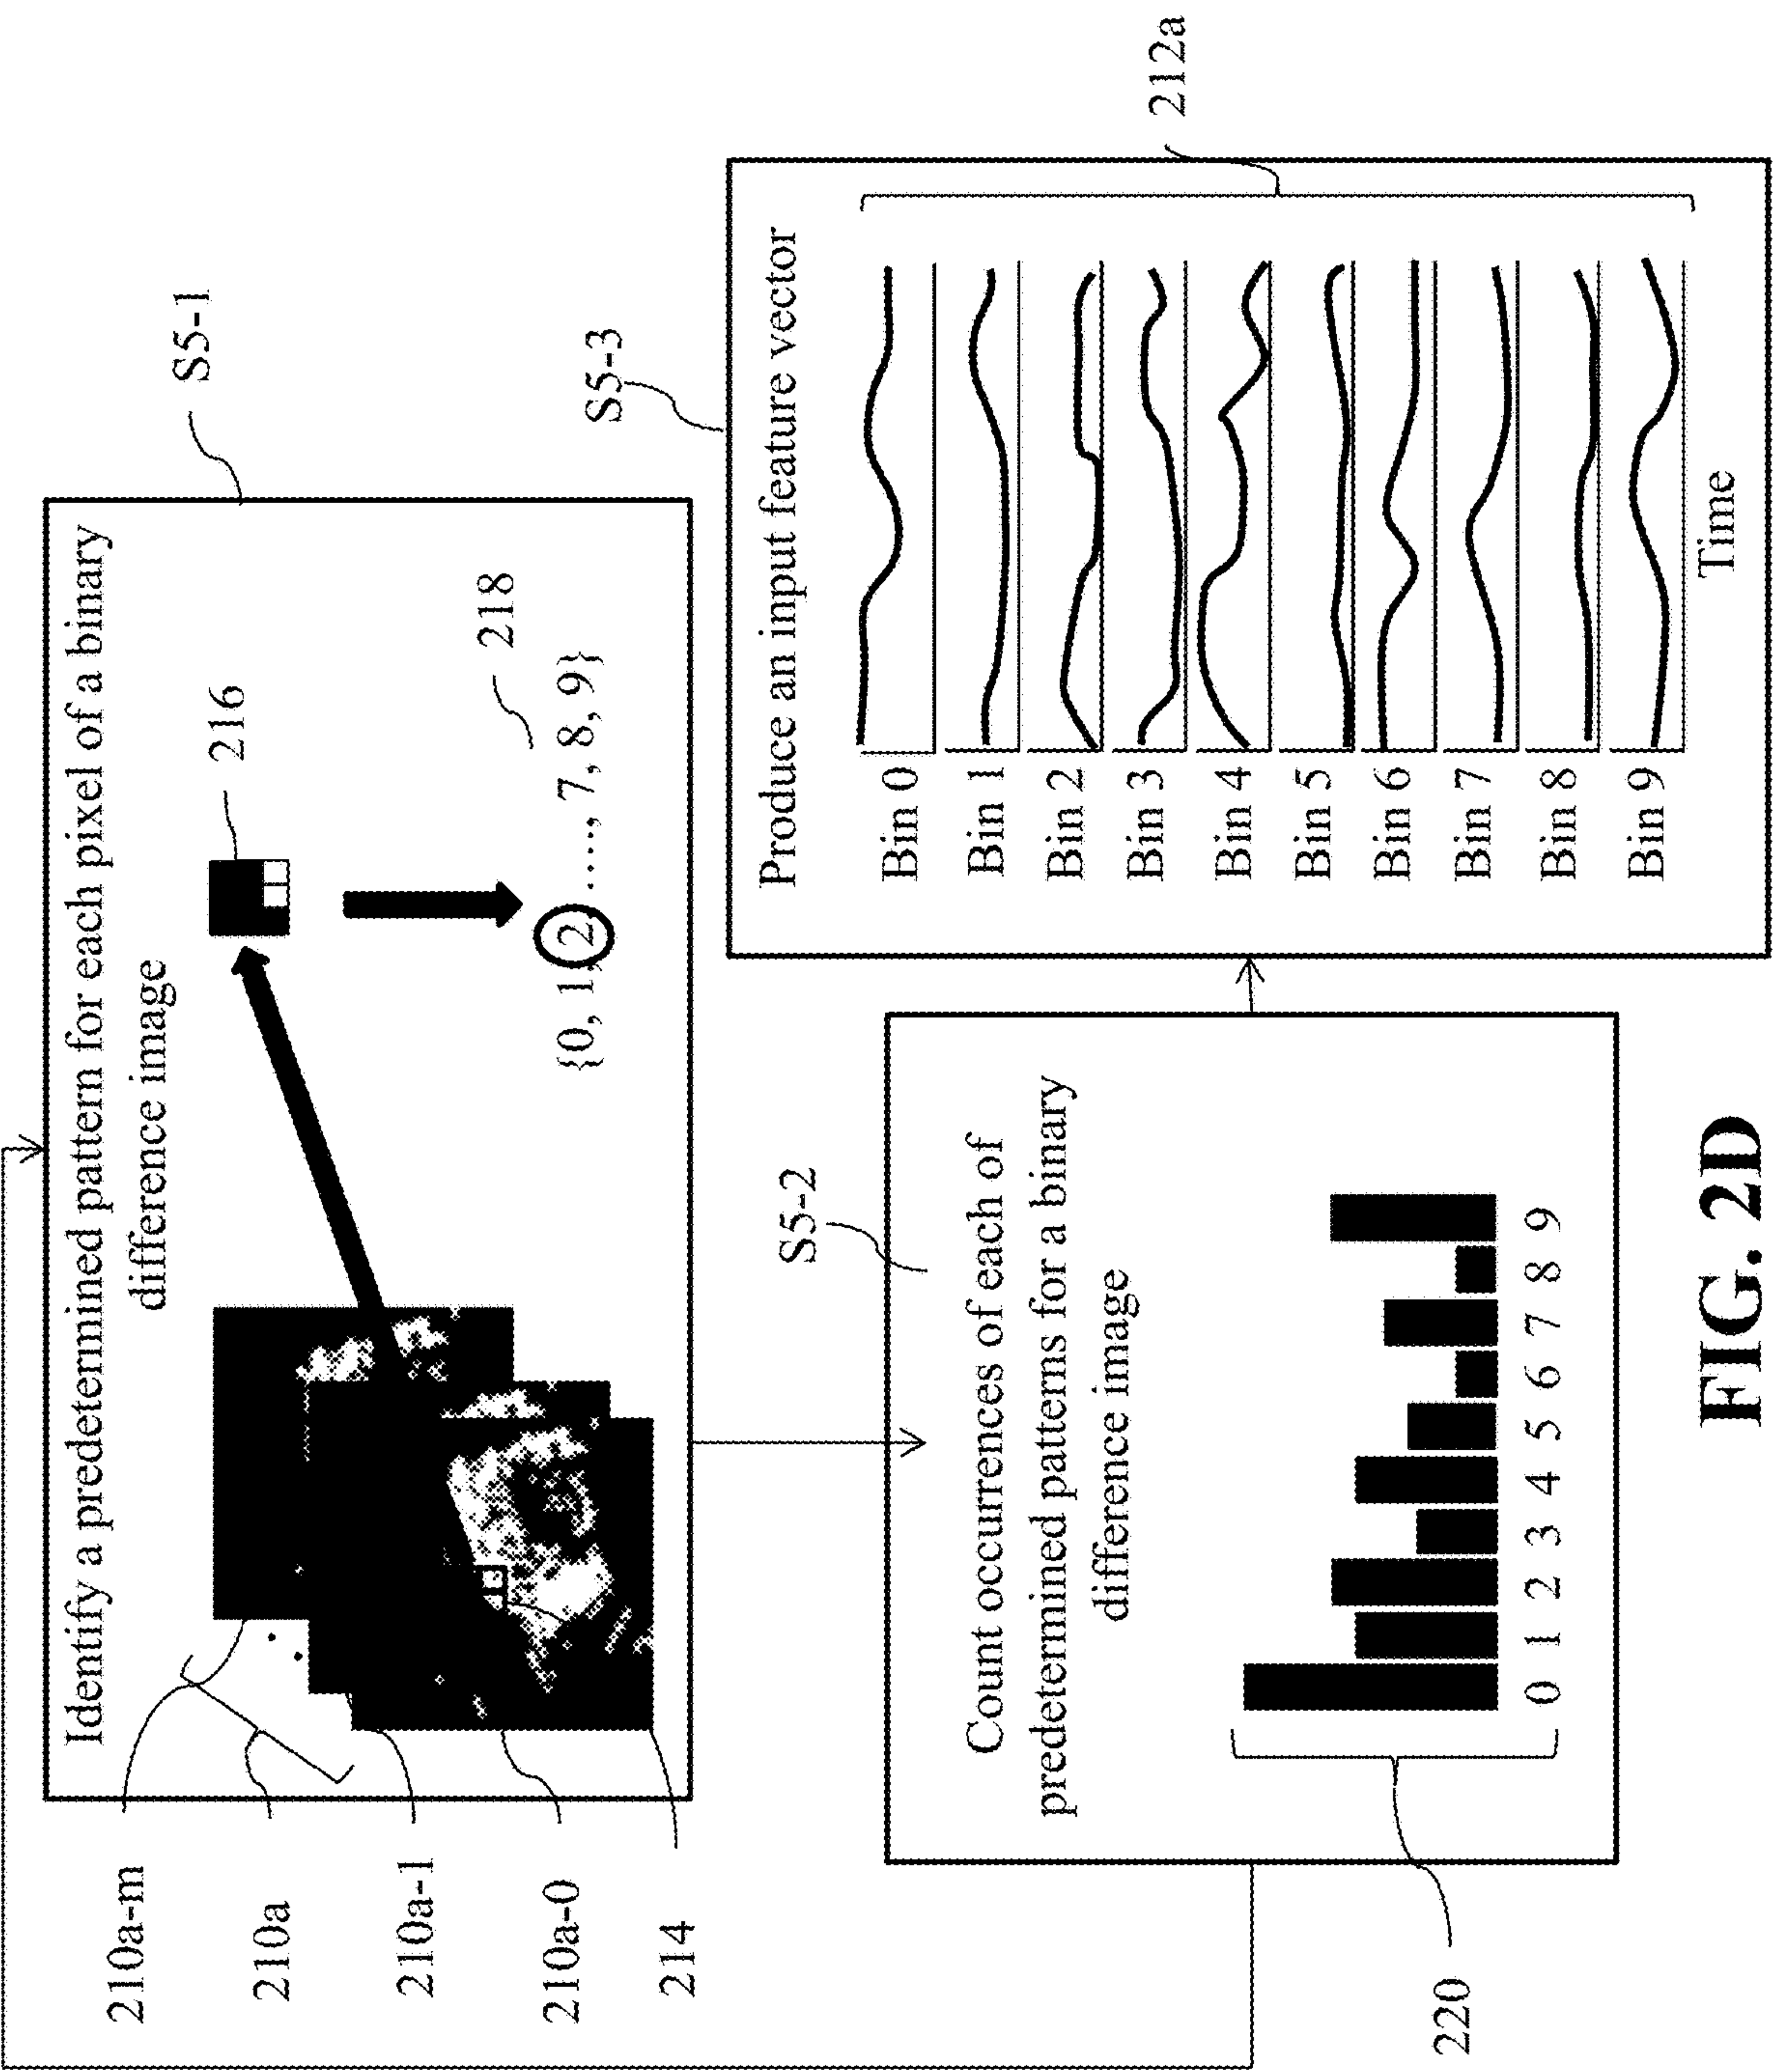 Identify a predetermined pattern for each pixel of a binary
difference image
S5-1
216
218
{0, 1, 2, ...., 7, 8, 9}
210a-m
210a
210a-1
210a-0
214
S5-2
Count occurrences of each of
predetermined patterns for a binary
difference image
0 1 2 3 4 5 6 7 8 9
220
S5-3
Produce an input feature vector
Bin 0
Bin 1
Bin 2
Bin 3
Bin 4
Bin 5
Bin 6
Bin 7
Bin 8
Bin 9
Time
212a
FIG. 2D